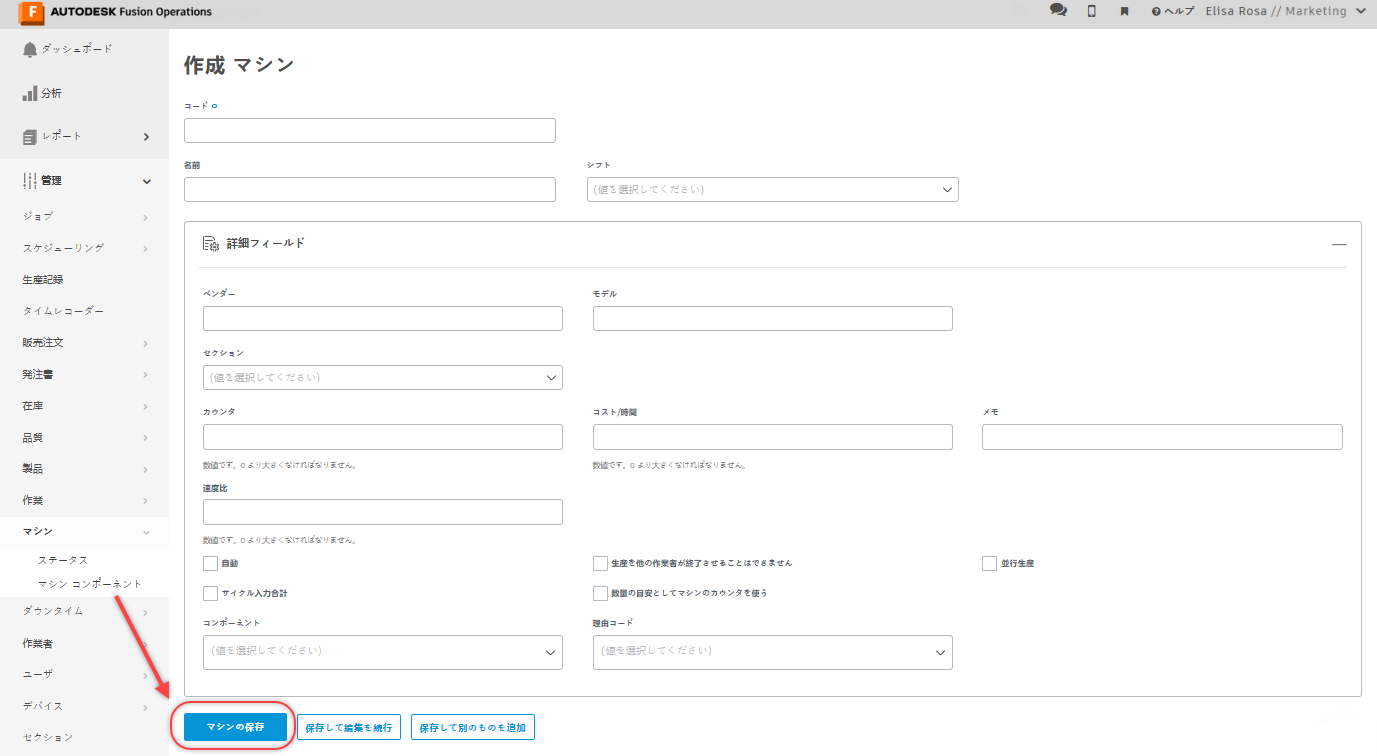 F AUTODESK Fusion Operations
ヘルプ Elisa Rosa // Marketing
ダッシュボード
分析
レポート
管理
ジョブ
スケジューリング
生産記録
タイムレコーダー
販売注文
発注書
在庫
品質
製品
作業
マシン
ステータス
マシン コンポーネント
ダウンタイム
作業者
ユーザ
デバイス
セクション
作成 マシン
コード
名前 シフト
(値を選択してください)
詳細フィールド
ベンダー モデル
セクション
(値を選択してください)
カウンタ コスト/時間 メモ
数値です。0 より大きくなければなりません。 数値です。0 より大きくなければなりません。
速度比
数値です。0 より大きくなければなりません。
自動 生産を他の作業者が終了させることはできません 並行生産
サイクル入力合計 数量の目安としてマシンのカウンタを使う
コンポーネント 理由コード
(値を選択してください) (値を選択してください)
マシンの保存 保存して編集を続行 保存して別のものを追加